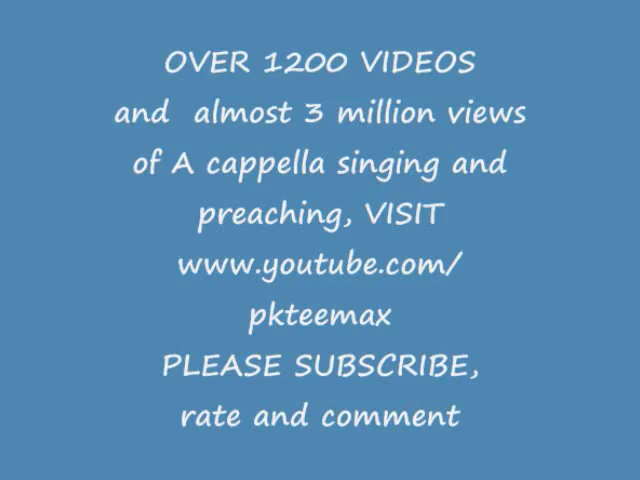 OVER 1200 VIDEOS
and almost 3 million views
of A cappella singing and
preaching, VISIT
www.youtube.com/
pkteemax
PLEASE SUBSCRIBE,
rate and comment